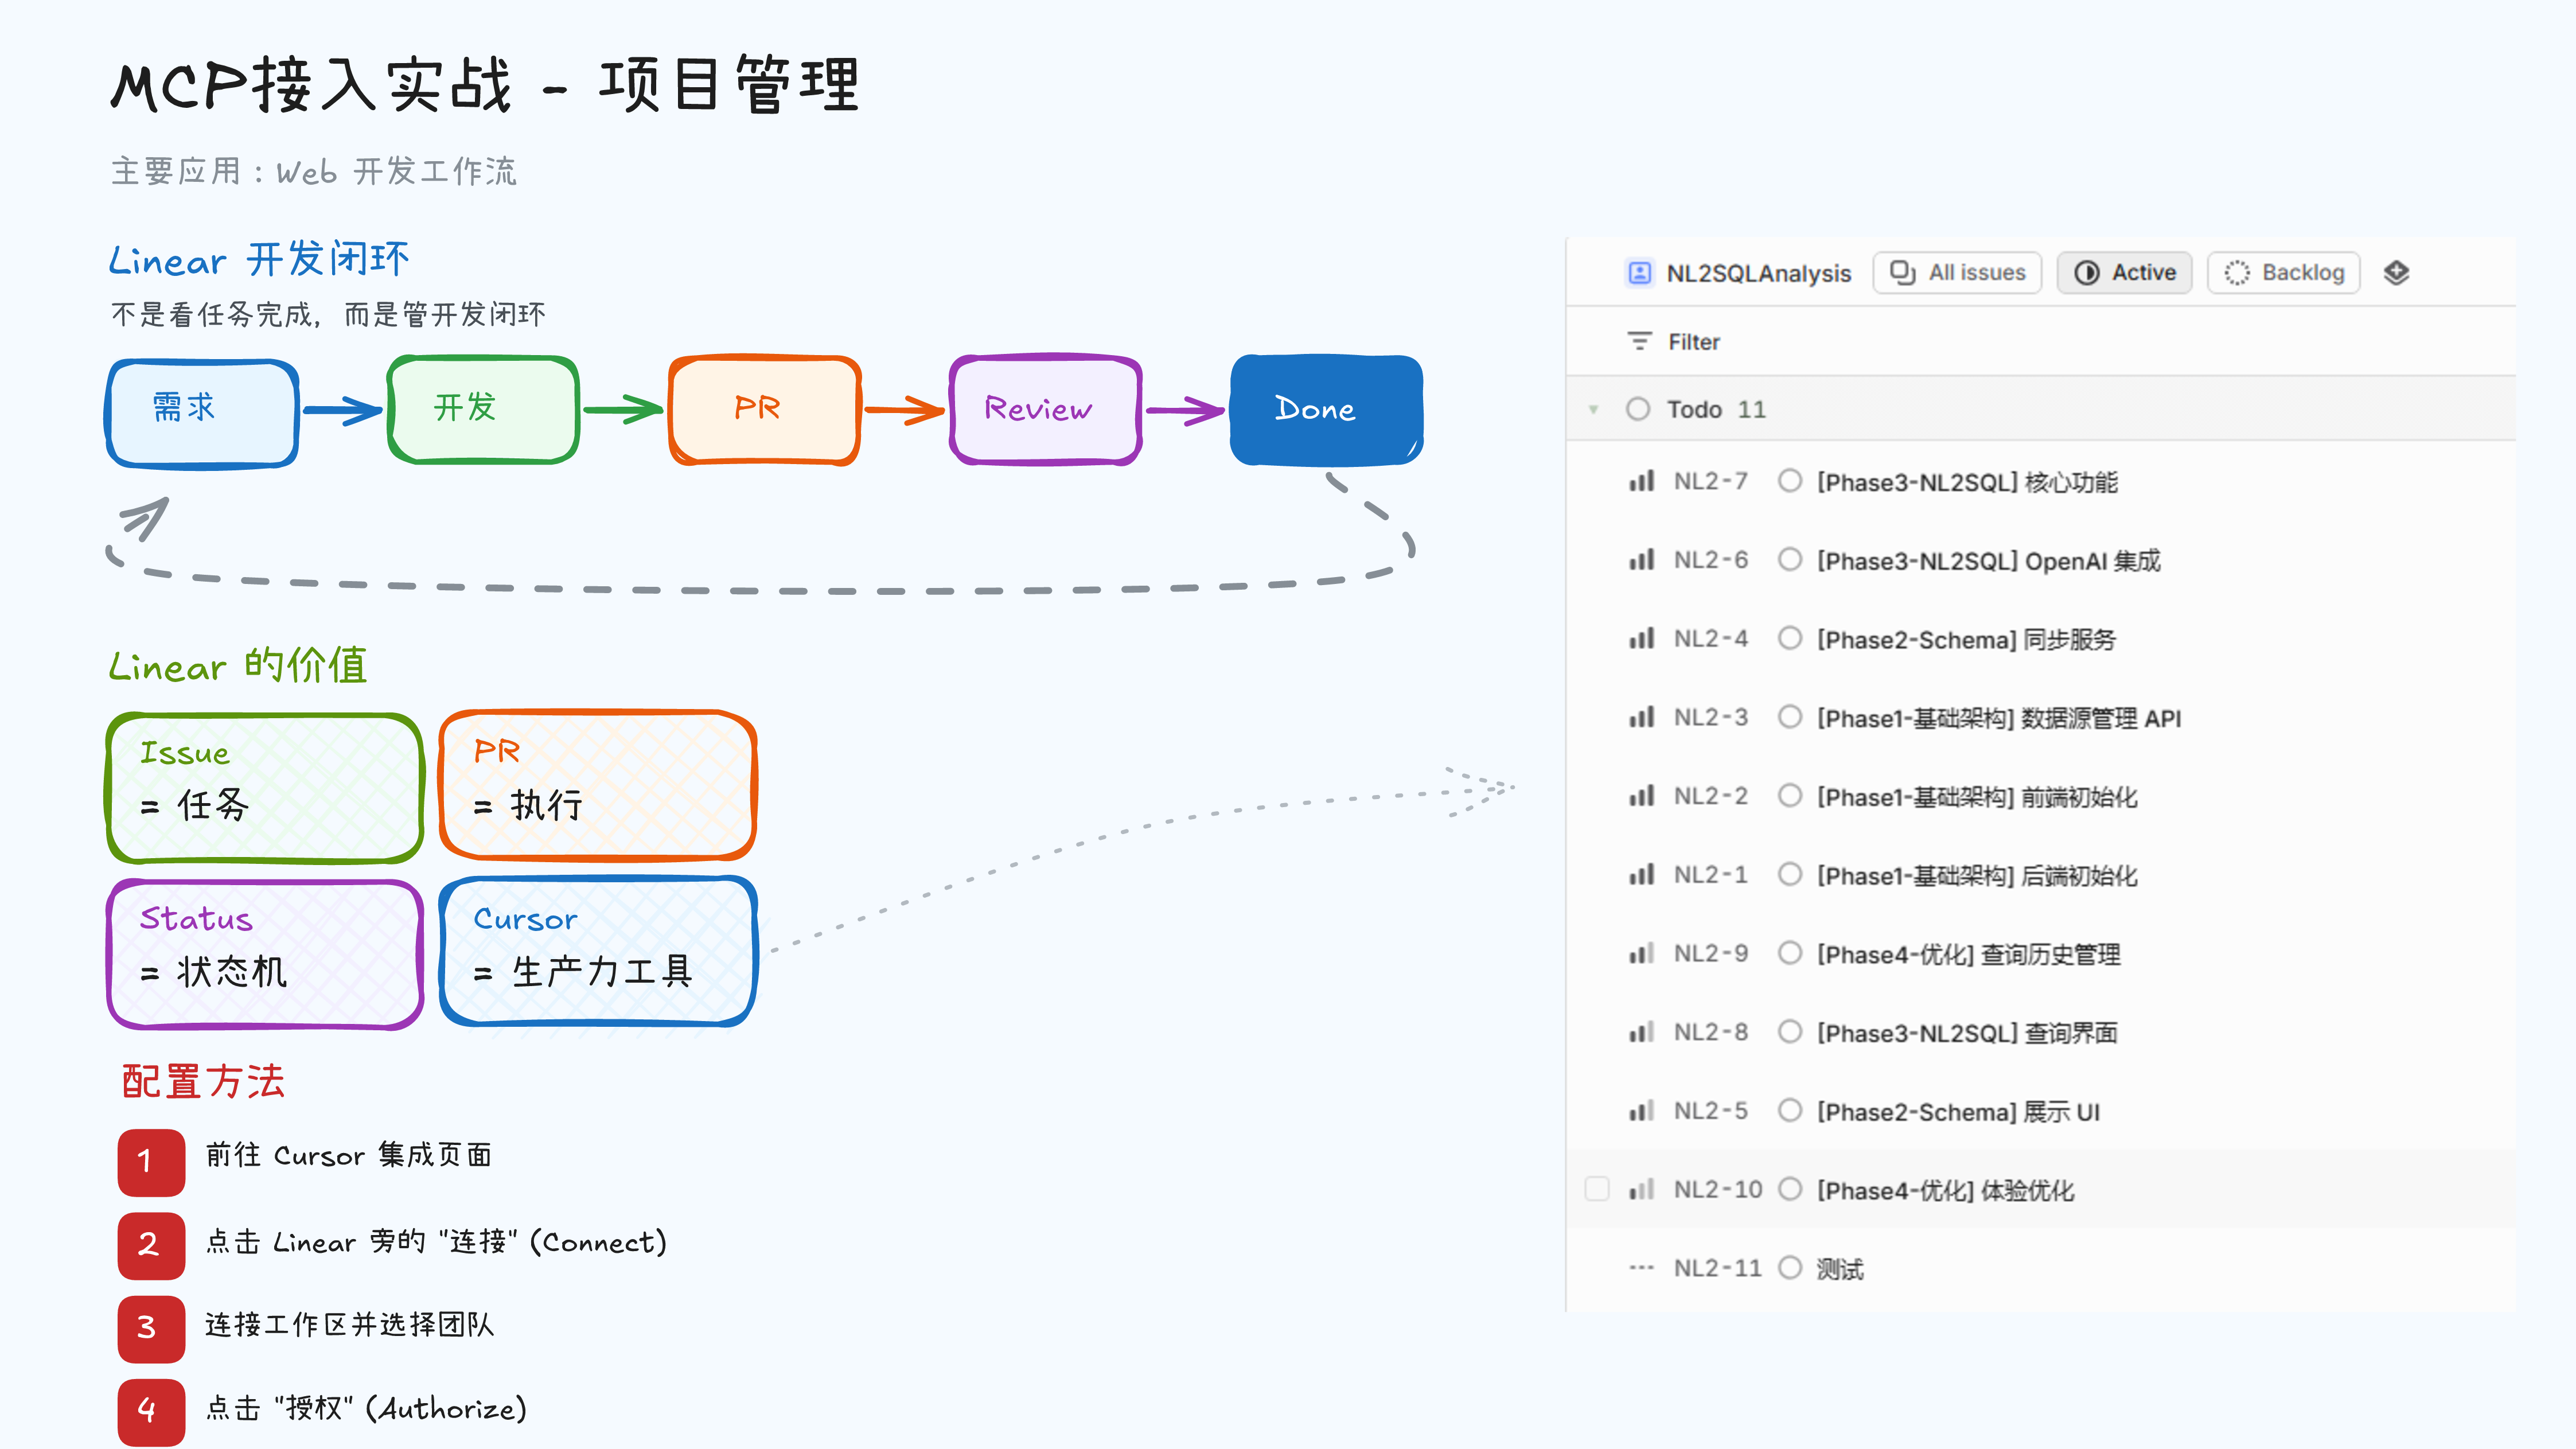 MCP接入实战 - 项目管理
主要应用：Web 开发工作流
Linear 开发闭环
不是看任务完成，而是管开发闭环
需求
开发
PR
Review
Done
Linear 的价值
Issue
= 任务
PR
= 执行
Status
= 状态机
Cursor
= 生产力工具
配置方法
1 前往 Cursor 集成页面
2 点击 Linear 旁的 "连接" (Connect)
3 连接工作区并选择团队
4 点击 "授权" (Authorize)
NL2SQLAnalysis All issues Active Backlog
Filter
Todo 11
NL2-7 [Phase3-NL2SQL] 核心功能
NL2-6 [Phase3-NL2SQL] OpenAI 集成
NL2-4 [Phase2-Schema] 同步服务
NL2-3 [Phase1-基础架构] 数据源管理 API
NL2-2 [Phase1-基础架构] 前端初始化
NL2-1 [Phase1-基础架构] 后端初始化
NL2-9 [Phase4-优化] 查询历史管理
NL2-8 [Phase3-NL2SQL] 查询界面
NL2-5 [Phase2-Schema] 展示 UI
NL2-10 [Phase4-优化] 体验优化
NL2-11 测试